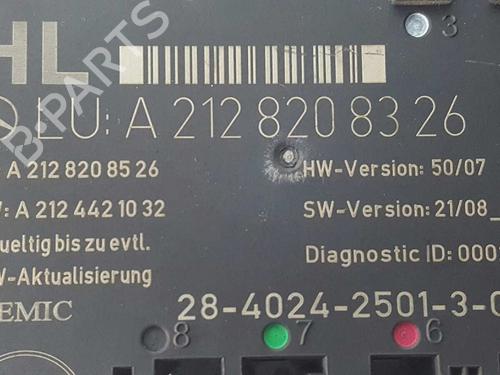 3
HL
LU: A 212 820 83 26
: A 212 820 85 26
HW-Version: 50/07
: A 212 442 10 32
SW-Version: 21/08_
ueltig bis zu evtl.
Diagnostic ID: 000
W-Aktualisierung
EMIC
28-4024-2501-3-0
8
7
6
B-PARTS